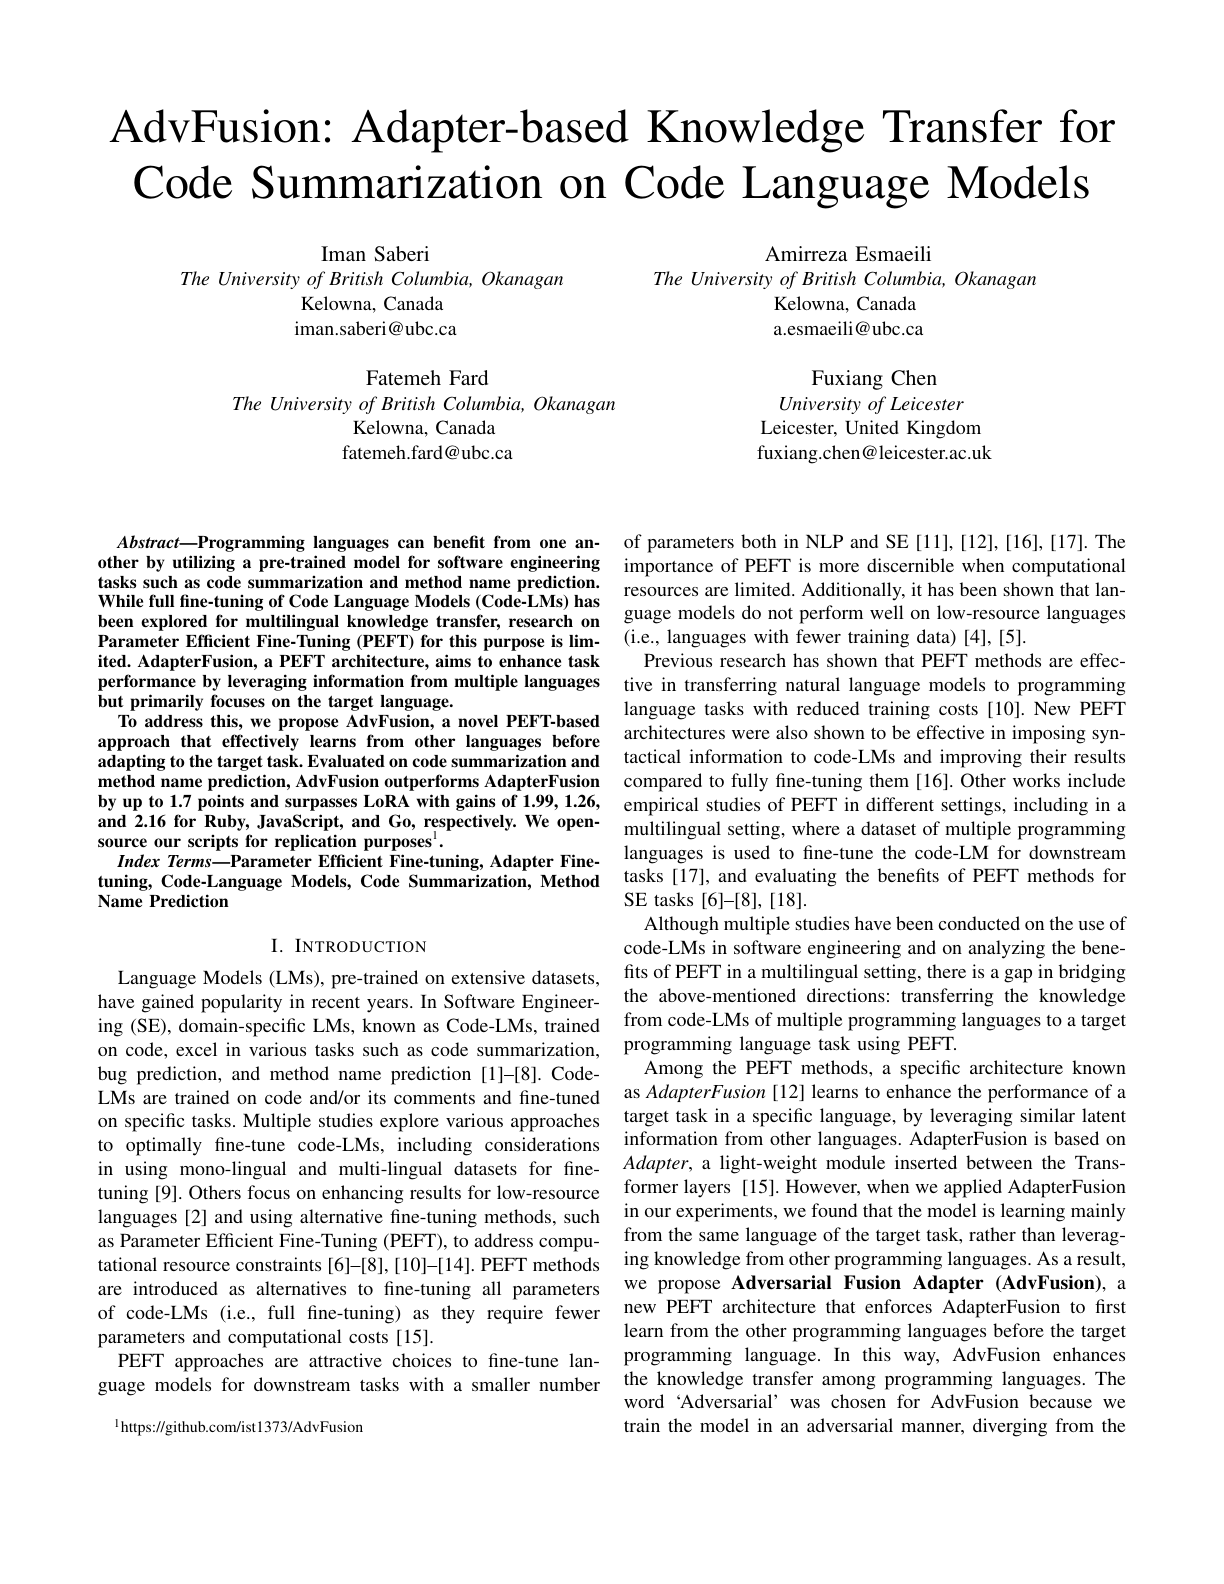 AdvFusion: Adapter-based Knowledge Transfer for
Code Summarization on Code Language Models
Iman Saberi
The University of British Columbia, Okanagan
Kelowna, Canada
iman.saberi@ubc.ca
Amirreza Esmaeili
The University of British Columbia, Okanagan
Kelowna, Canada
a.esmaeili@ubc.ca
Fatemeh Fard
The University of British Columbia, Okanagan
Kelowna, Canada
fatemeh.fard@ubc.ca
Fuxiang Chen
University of Leicester
Leicester, United Kingdom
fuxiang.chen@leicester.ac.uk
Abstract—Programming languages can benefit from one an-
other by utilizing a pre-trained model for software engineering
tasks such as code summarization and method name prediction.
While full fine-tuning of Code Language Models (Code-LMs) has
been explored for multilingual knowledge transfer, research on
Parameter Efficient Fine-Tuning (PEFT) for this purpose is lim-
ited. AdapterFusion, a PEFT architecture, aims to enhance task
performance by leveraging information from multiple languages
but primarily focuses on the target language.
To address this, we propose AdvFusion, a novel PEFT-based
approach that effectively learns from other languages before
adapting to the target task. Evaluated on code summarization and
method name prediction, AdvFusion outperforms AdapterFusion
by up to 1.7 points and surpasses LoRA with gains of 1.99, 1.26,
and 2.16 for Ruby, JavaScript, and Go, respectively. We open-
source our scripts for replication purposes1.
Index Terms—Parameter Efficient Fine-tuning, Adapter Fine-
tuning, Code-Language Models, Code Summarization, Method
Name Prediction
I. INTRODUCTION
Language Models (LMs), pre-trained on extensive datasets,
have gained popularity in recent years. In Software Engineer-
ing (SE), domain-specific LMs, known as Code-LMs, trained
on code, excel in various tasks such as code summarization,
bug prediction, and method name prediction [1]–[8]. Code-
LMs are trained on code and/or its comments and fine-tuned
on specific tasks. Multiple studies explore various approaches
to optimally fine-tune code-LMs, including considerations
in using mono-lingual and multi-lingual datasets for fine-
tuning [9]. Others focus on enhancing results for low-resource
languages [2] and using alternative fine-tuning methods, such
as Parameter Efficient Fine-Tuning (PEFT), to address compu-
tational resource constraints [6]–[8], [10]–[14]. PEFT methods
are introduced as alternatives to fine-tuning all parameters
of code-LMs (i.e., full fine-tuning) as they require fewer
parameters and computational costs [15].
PEFT approaches are attractive choices to fine-tune lan-
guage models for downstream tasks with a smaller number
1https://github.com/ist1373/AdvFusion
of parameters both in NLP and SE [11], [12], [16], [17]. The
importance of PEFT is more discernible when computational
resources are limited. Additionally, it has been shown that lan-
guage models do not perform well on low-resource languages
(i.e., languages with fewer training data) [4], [5].
Previous research has shown that PEFT methods are effec-
tive in transferring natural language models to programming
language tasks with reduced training costs [10]. New PEFT
architectures were also shown to be effective in imposing syn-
tactical information to code-LMs and improving their results
compared to fully fine-tuning them [16]. Other works include
empirical studies of PEFT in different settings, including in a
multilingual setting, where a dataset of multiple programming
languages is used to fine-tune the code-LM for downstream
tasks [17], and evaluating the benefits of PEFT methods for
SE tasks [6]–[8], [18].
Although multiple studies have been conducted on the use of
code-LMs in software engineering and on analyzing the bene-
fits of PEFT in a multilingual setting, there is a gap in bridging
the above-mentioned directions: transferring the knowledge
from code-LMs of multiple programming languages to a target
programming language task using PEFT.
Among the PEFT methods, a specific architecture known
as AdapterFusion [12] learns to enhance the performance of a
target task in a specific language, by leveraging similar latent
information from other languages. AdapterFusion is based on
Adapter, a light-weight module inserted between the Trans-
former layers [15]. However, when we applied AdapterFusion
in our experiments, we found that the model is learning mainly
from the same language of the target task, rather than leverag-
ing knowledge from other programming languages. As a result,
we propose Adversarial Fusion Adapter (AdvFusion), a
new PEFT architecture that enforces AdapterFusion to first
learn from the other programming languages before the target
programming language. In this way, AdvFusion enhances
the knowledge transfer among programming languages. The
word ‘Adversarial’ was chosen for AdvFusion because we
train the model in an adversarial manner, diverging from the